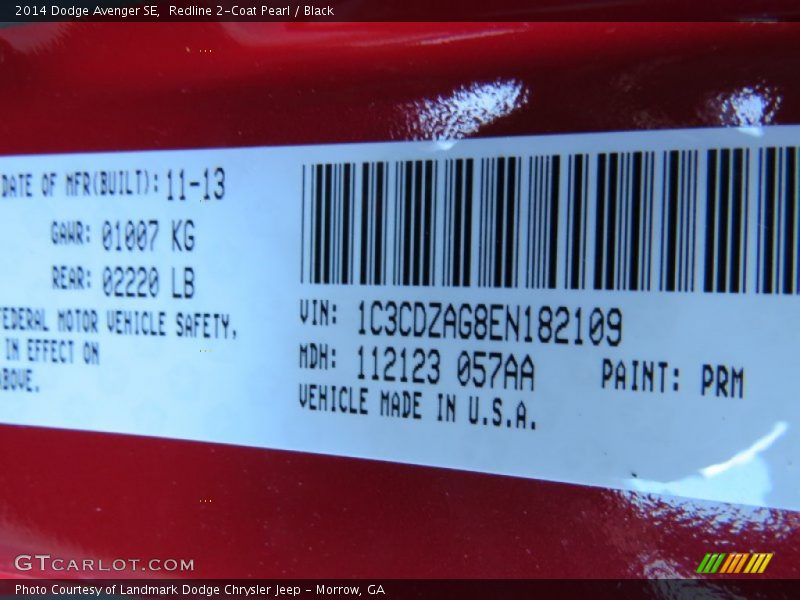 2014 Dodge Avenger SE,  Redline 2-Coat Pearl / Black
DATE OF MFR(BUILT): 11-13
GAWR: 01007 KG
REAR: 02220 LB
FEDERAL MOTOR VEHICLE SAFETY,
IN EFFECT ON
ABOVE.
VIN: 1C3CDZAG8EN182109
MDH: 112123 057AA
PAINT: PRM
VEHICLE MADE IN U.S.A.
GTCARLOT.COM
Photo Courtesy of Landmark Dodge Chrysler Jeep - Morrow, GA